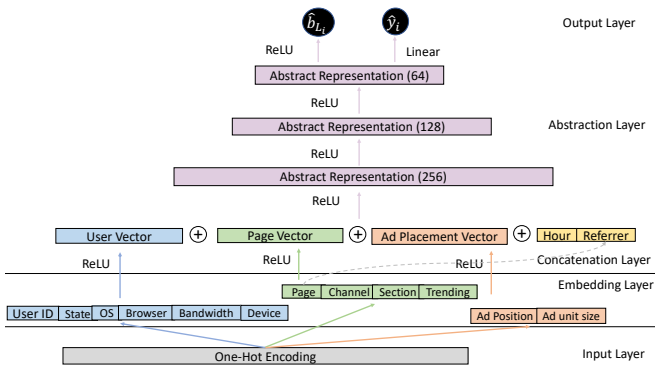 b̂_{L_i} ŷ_i Output Layer
ReLU Linear
Abstract Representation (64)
ReLU
Abstract Representation (128) Abstraction Layer
ReLU
Abstract Representation (256)
ReLU
User Vector + Page Vector + Ad Placement Vector + Hour Referrer
ReLU ReLU ReLU Concatenation Layer
Embedding Layer
Page Channel Section Trending
User ID State OS Browser Bandwidth Device Ad Position Ad unit size
One-Hot Encoding Input Layer